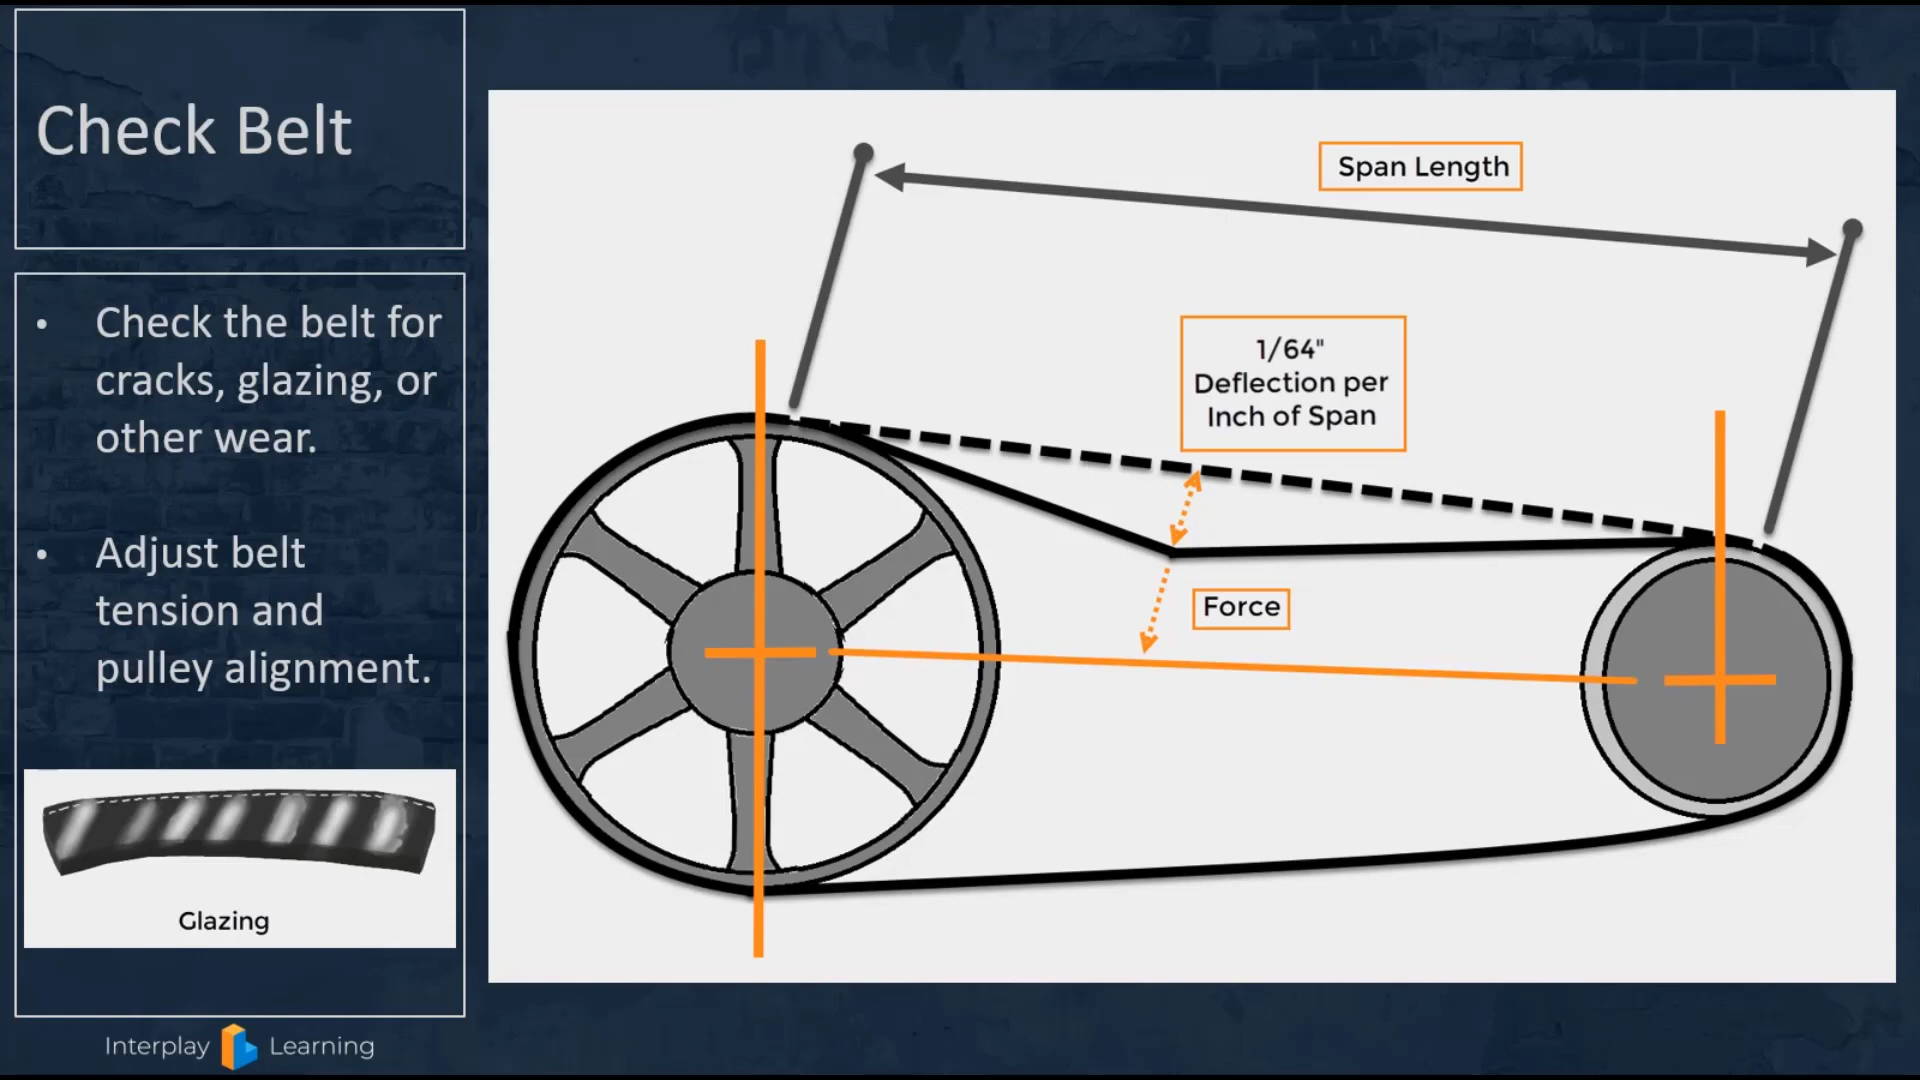 Check Belt
• Check the belt for
cracks, glazing, or
other wear.
• Adjust belt
tension and
pulley alignment.
Glazing
Interplay Learning
Span Length
1/64"
Deflection per
Inch of Span
Force